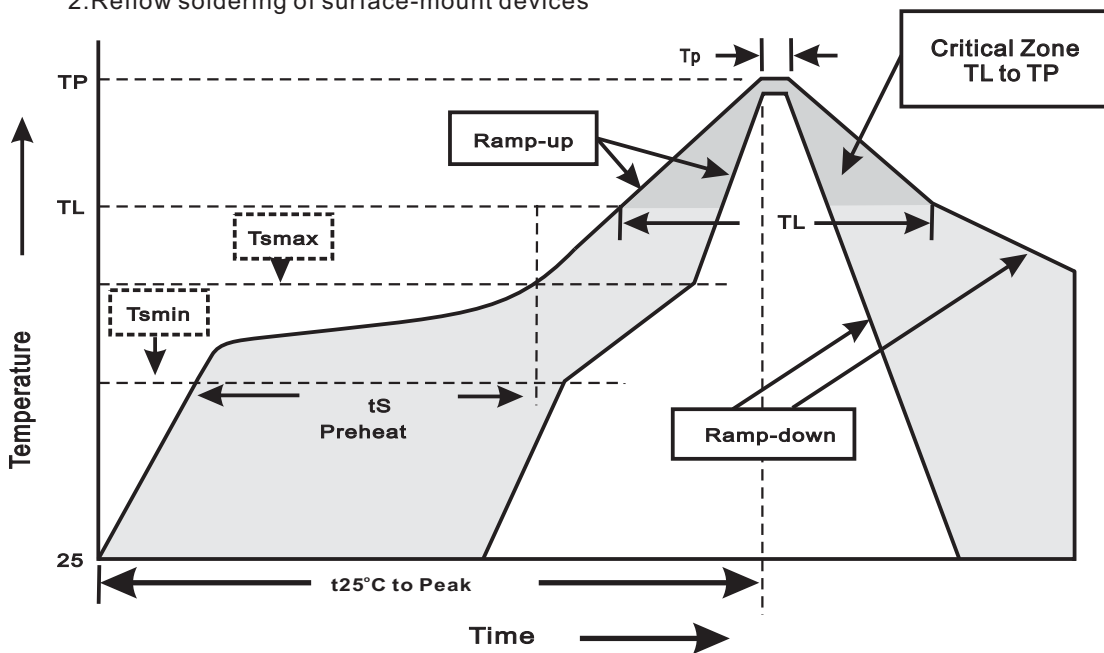 2.Reflow soldering of surface-mount devices
Tp
Critical Zone
TL to TP
TP
Ramp-up
TL
Tsmax
TL
Tsmin
Temperature
tS
Preheat
Ramp-down
25
t25°C to Peak
Time